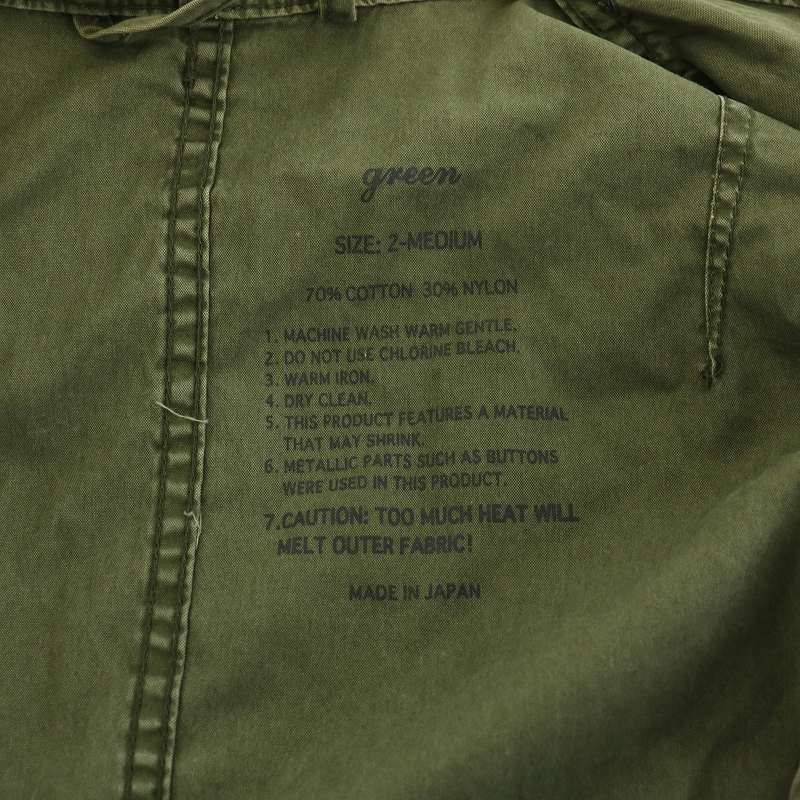 green
SIZE: 2-MEDIUM
70% COTTON 30% NYLON
1. MACHINE WASH WARM GENTLE.
2. DO NOT USE CHLORINE BLEACH.
3. WARM IRON.
4. DRY CLEAN.
5. THIS PRODUCT FEATURES A MATERIAL
THAT MAY SHRINK.
6. METALLIC PARTS SUCH AS BUTTONS
WERE USED IN THIS PRODUCT.
7. CAUTION: TOO MUCH HEAT WILL
MELT OUTER FABRIC!
MADE IN JAPAN